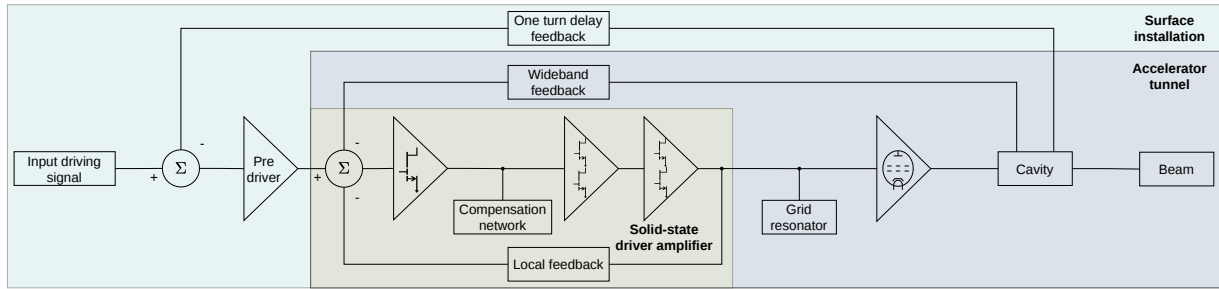 One turn delay
feedback
Surface
installation
Wideband
feedback
Accelerator
tunnel
-
-
Input driving
signal
+
Σ
Pre
driver
+
Σ
-
Compensation
network
Solid-state
driver amplifier
Local feedback
Grid
resonator
Cavity
Beam